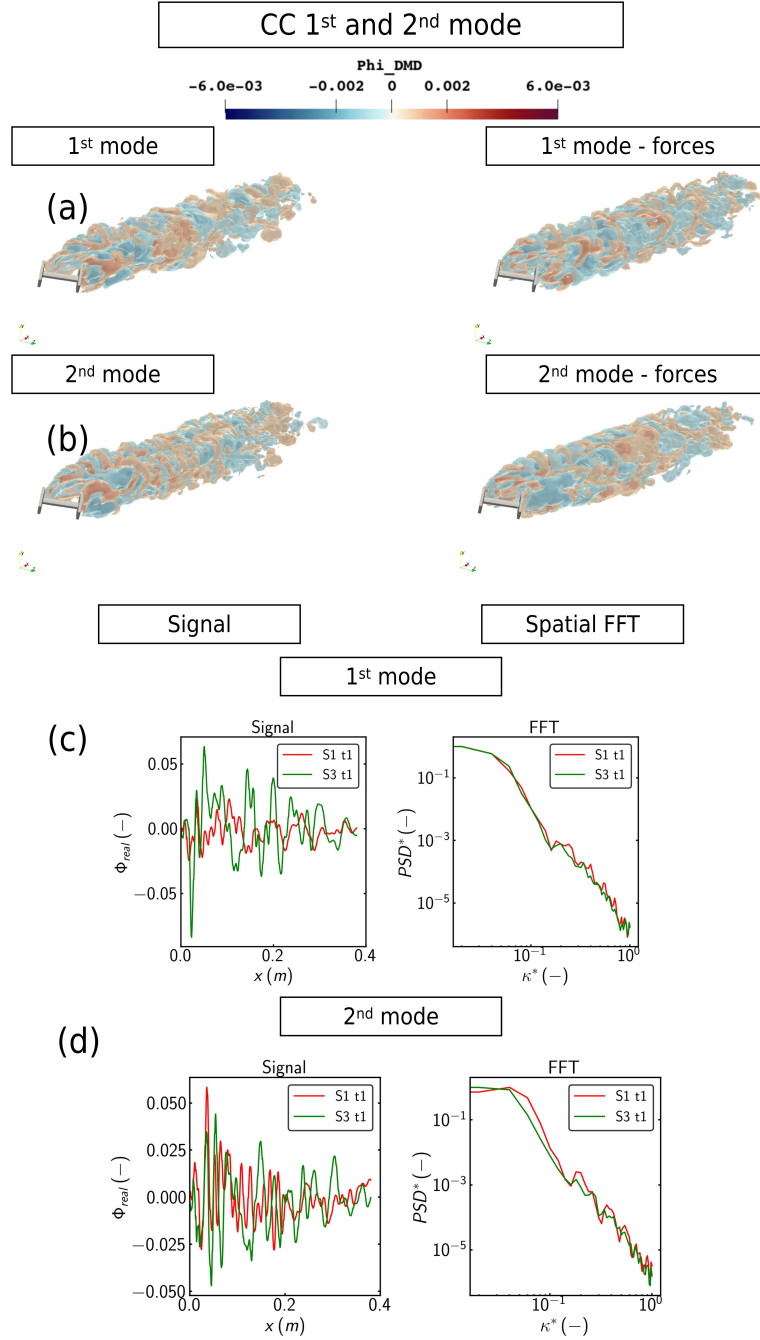 CC 1st and 2nd mode
Phi_DMD
-6.0e-03 -0.002 0 0.002 6.0e-03
1st mode
1st mode - forces
(a)
2nd mode
2nd mode - forces
(b)
Signal
Spatial FFT
1st mode
(c)
Signal
FFT
S1 t1
S3 t1
S1 t1
S3 t1
0.05
0.00
−0.05
Φreal(−)
0.0 0.2 0.4
x (m)
10−1
10−3
10−5
PSD*(−)
10−1 100
κ*(−)
2nd mode
(d)
Signal
FFT
S1 t1
S3 t1
S1 t1
S3 t1
0.050
0.025
0.000
−0.025
−0.050
Φreal(−)
0.0 0.2 0.4
x (m)
10−1
10−3
10−5
PSD*(−)
10−1 100
κ*(−)